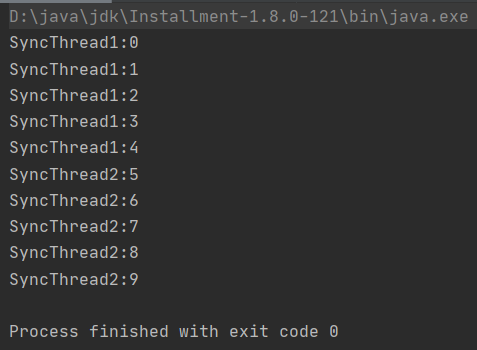 D:\java\jdk\Installment-1.8.0-121\bin\java.exe
SyncThread1:0
SyncThread1:1
SyncThread1:2
SyncThread1:3
SyncThread1:4
SyncThread2:5
SyncThread2:6
SyncThread2:7
SyncThread2:8
SyncThread2:9
Process finished with exit code 0